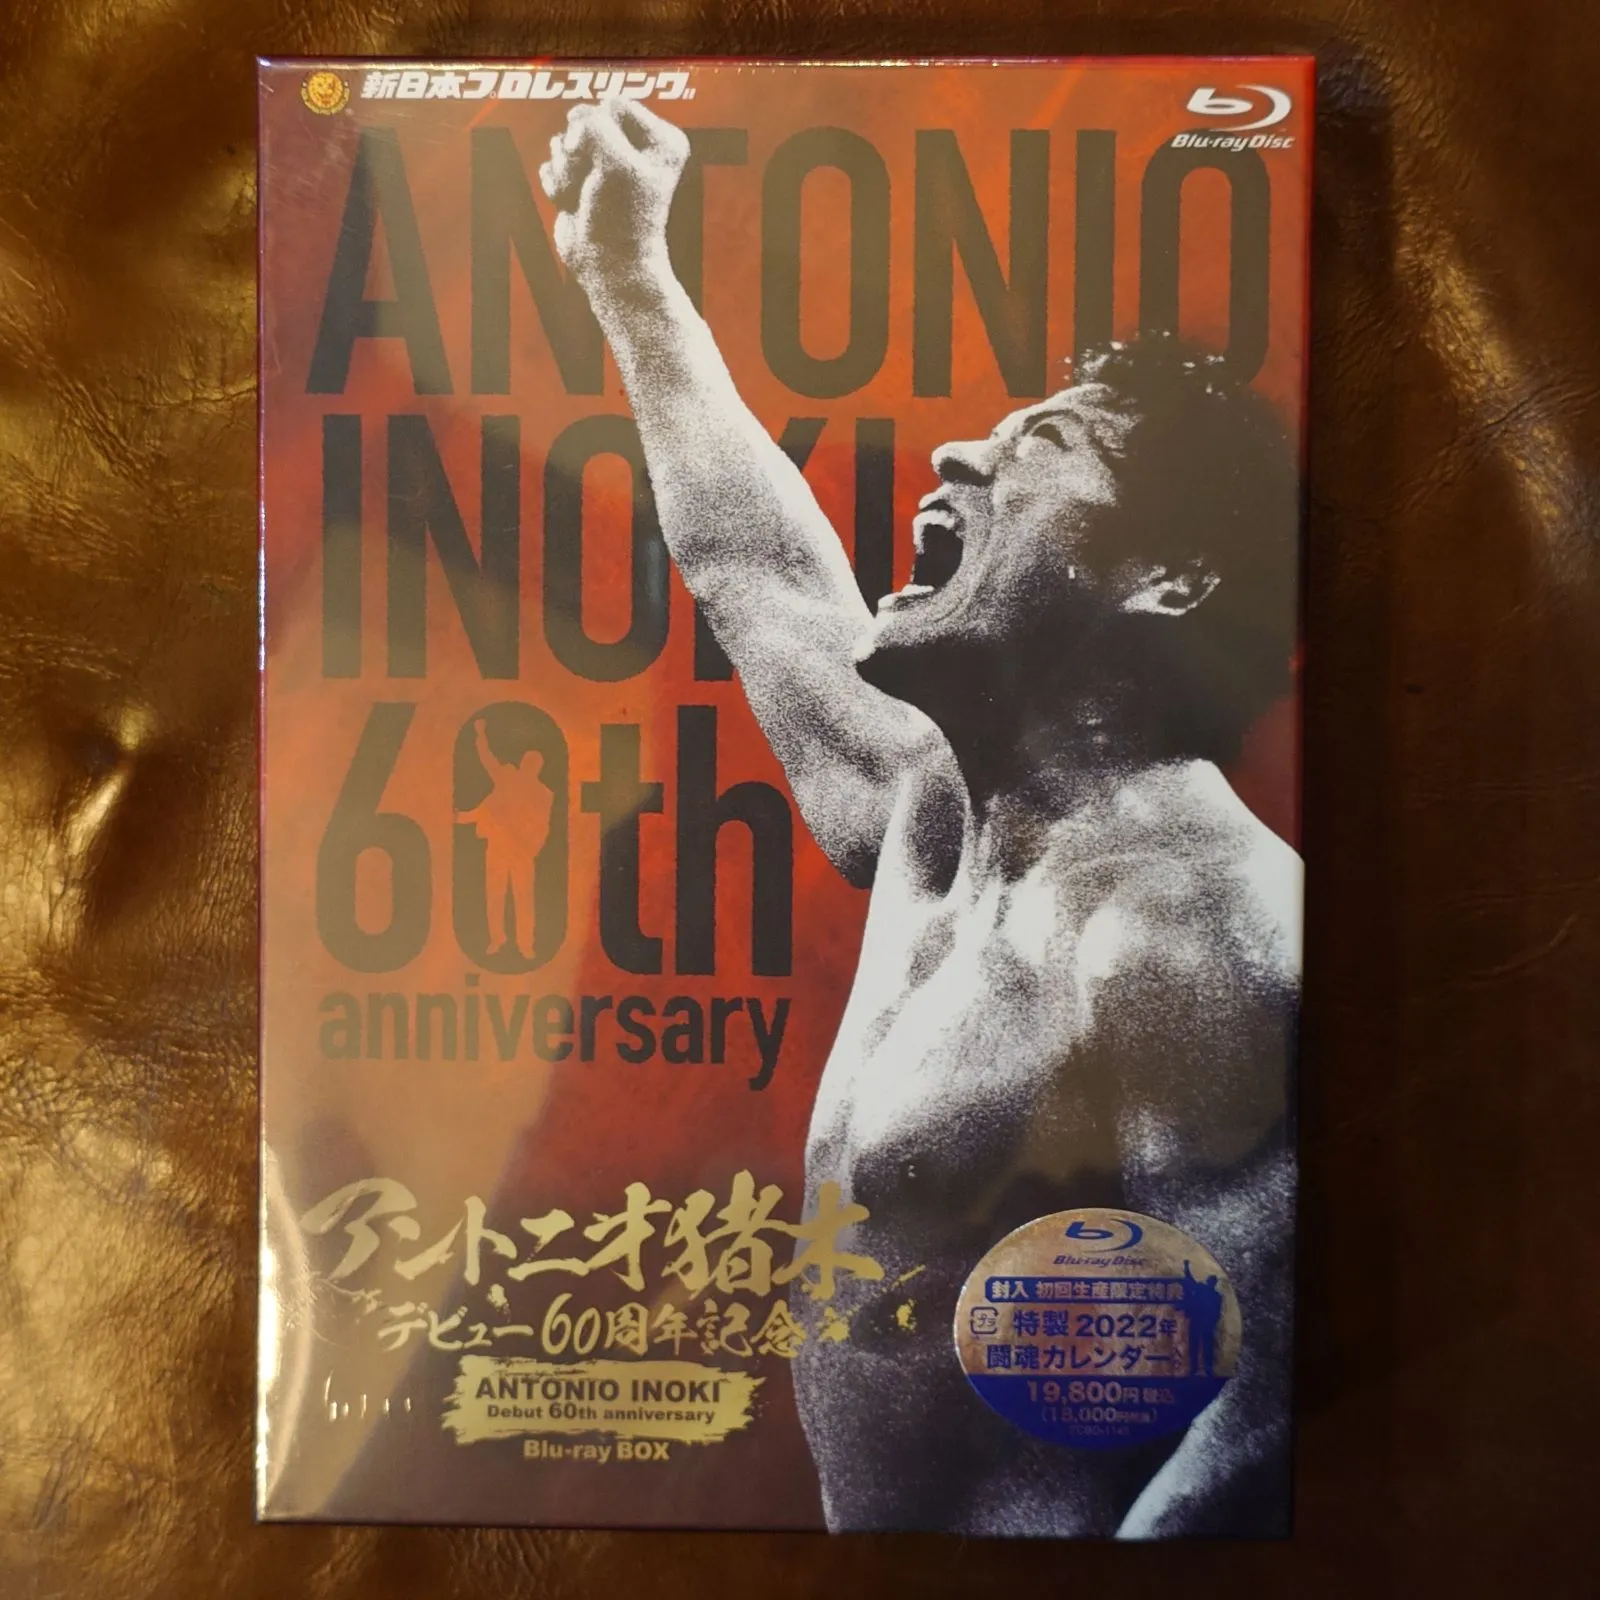 新日本プロレスリング
Blu-ray Disc
ANTONIO
INOKI
60th
anniversary
アントニオ猪木
デビュー60周年記念
ANTONIO INOKI
Debut 60th anniversary
Blu-ray BOX
Blu-ray Disc
封入 初回生産限定特典
プラ 特製2022年
闘魂カレンダー
19,800円税込
(18,000円税抜)